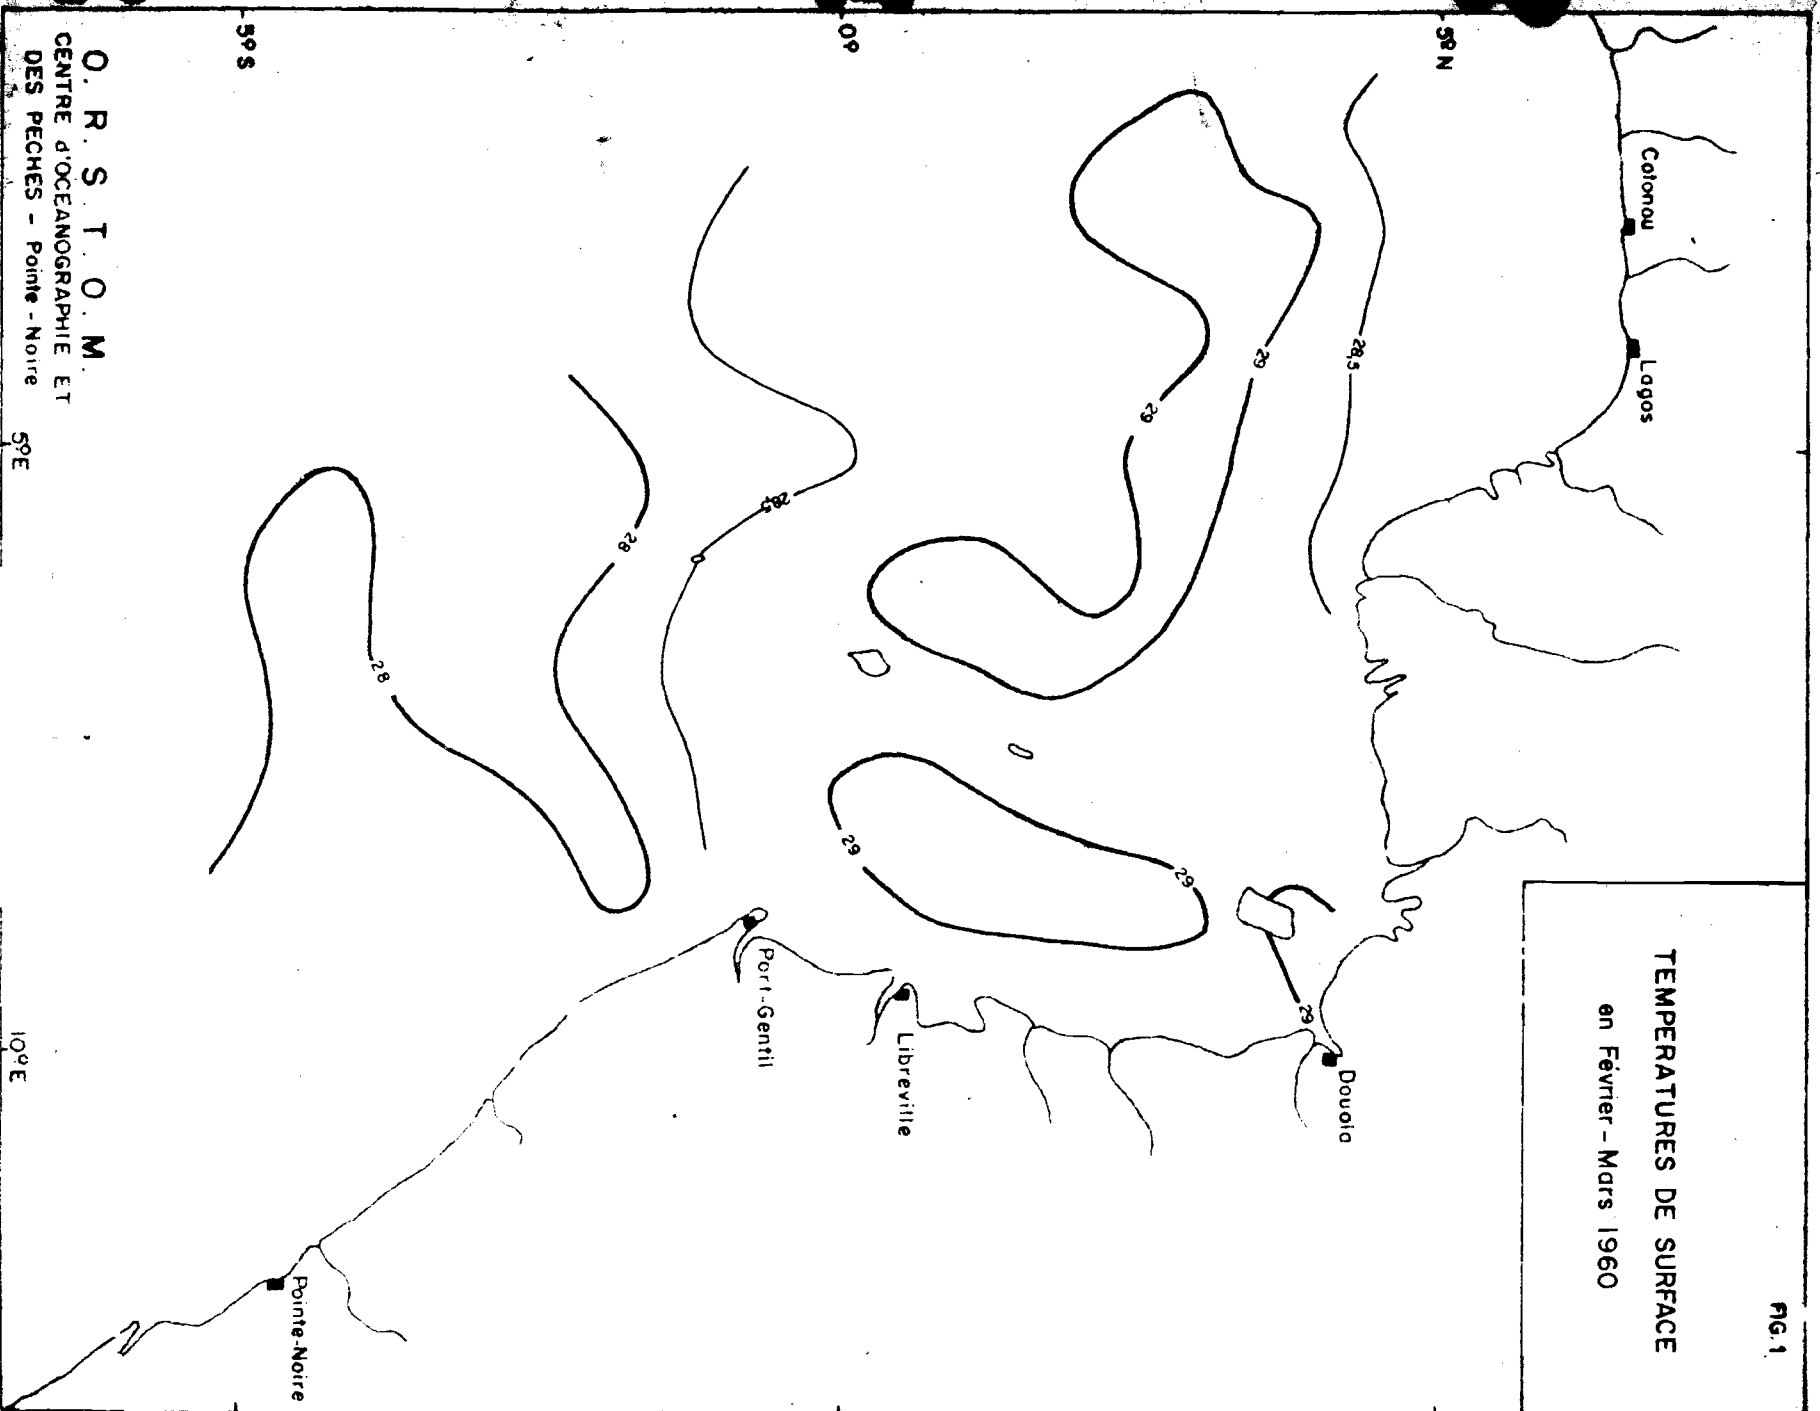 FIG.1
TEMPERATURES DE SURFACE
en Février - Mars 1960
Cotonou
Lagos
5° N
28,5
29
29
Douala
29
29
29
0°
Libreville
Port-Gentil
28,5
28
28
Pointe-Noire
5° S
O. R. S. T. O. M.
CENTRE d'OCEANOGRAPHIE ET
DES PECHES - Pointe - Noire
5° E
10° E